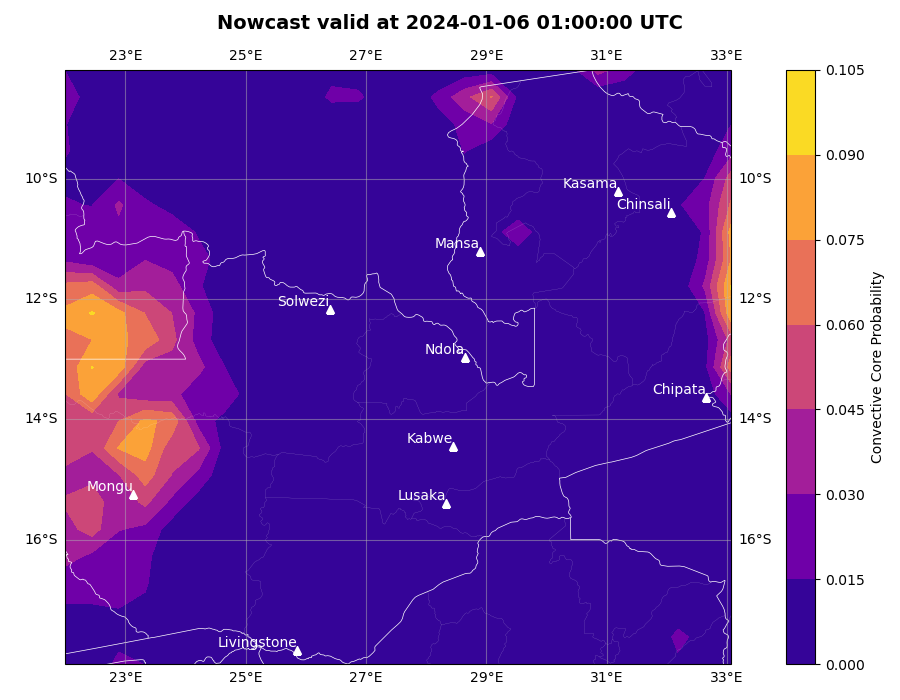 Nowcast valid at 2024-01-06 01:00:00 UTC
23°E 25°E 27°E 29°E 31°E 33°E
0.105
0.090
10°S 10°S
Kasama
Chinsali
Mansa
0.075
12°S 12°S
Solwezi
0.060
Ndola
Chipata
0.045
14°S 14°S
Kabwe
Mongu
Lusaka
0.030
16°S 16°S
0.015
Livingstone
0.000
23°E 25°E 27°E 29°E 31°E 33°E
Convective Core Probability